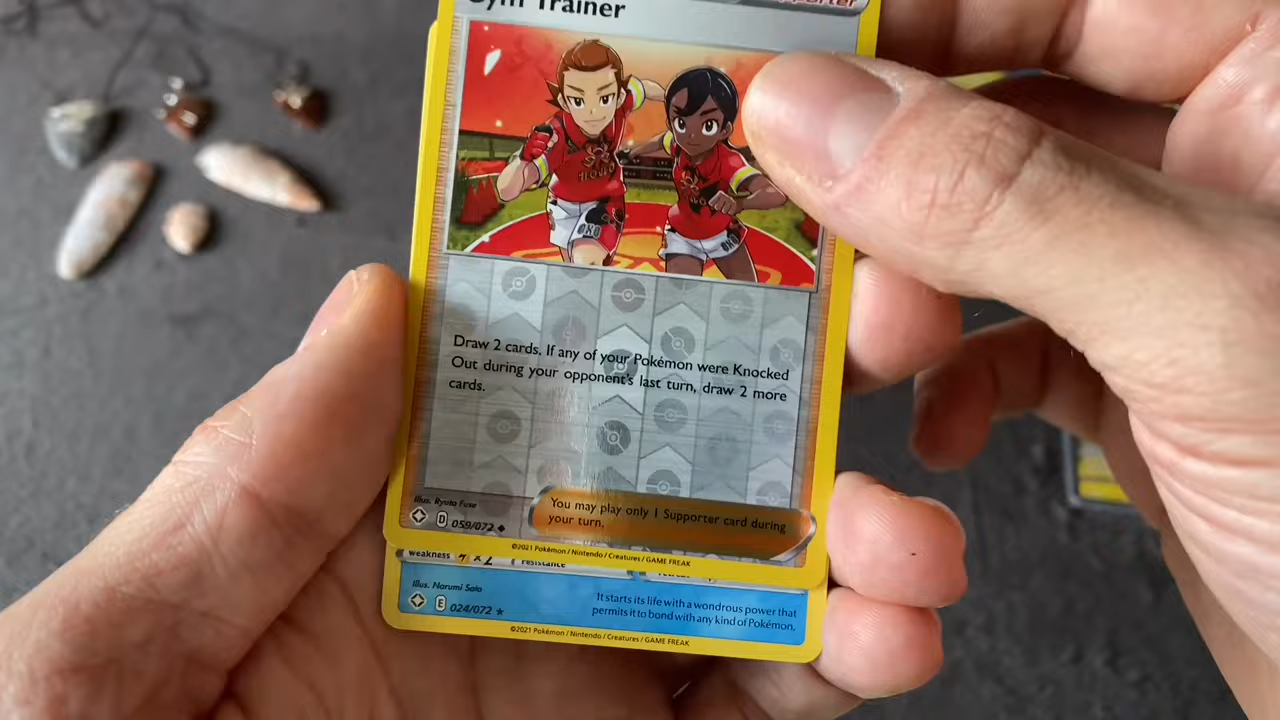 Gym Trainer
Supporter
Draw 2 cards. If any of your Pokémon were Knocked
Out during your opponent's last turn, draw 2 more
cards.
Illus. Ryota Fuse
D 059/072
You may play only 1 Supporter card during
your turn.
©2021 Pokémon / Nintendo / Creatures / GAME FREAK
weakness ×2 resistance
Illus. Narumi Sato
E 024/072
It starts its life with a wondrous power that
permits it to bond with any kind of Pokémon.
©2021 Pokémon / Nintendo / Creatures / GAME FREAK